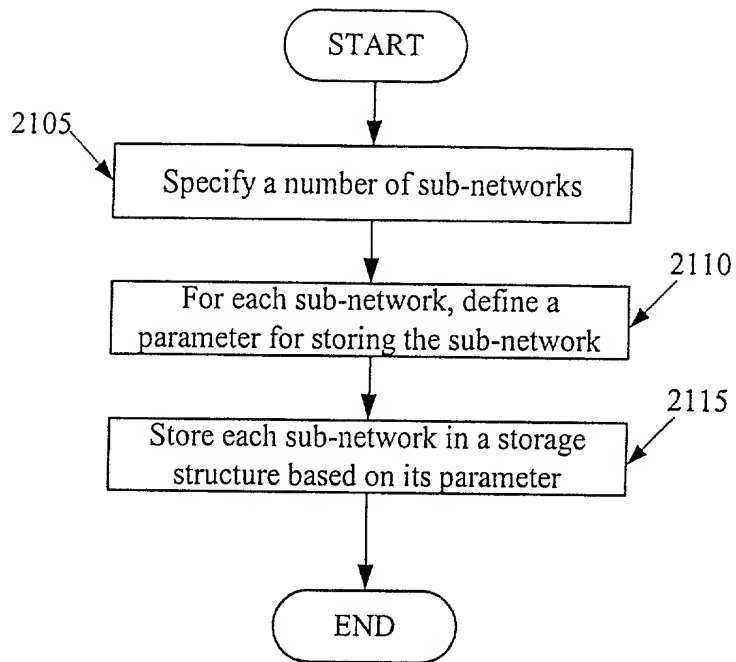 START
2105
Specify a number of sub-networks
2110
For each sub-network, define a
parameter for storing the sub-network
2115
Store each sub-network in a storage
structure based on its parameter
END